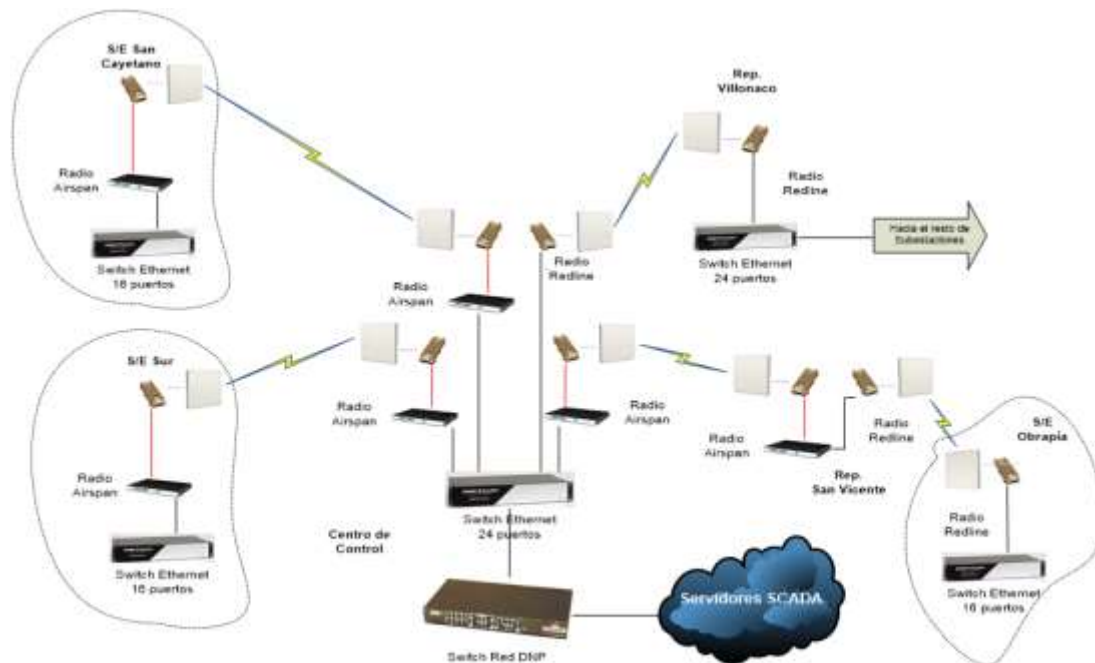 S/E San
Cayetano
Radio
Airspan
Switch Ethernet
16 puertos
Rep.
Villonaco
Radio
Redline
Switch Ethernet
24 puertos
Hacia el resto de
Subestaciones
Radio
Airspan
Radio
Redline
S/E Sur
Radio
Airspan
Switch Ethernet
16 puertos
Radio
Airspan
Radio
Airspan
Switch Ethernet
24 puertos
Centro de
Control
Radio
Airspan
Radio
Redline
Rep.
San Vicente
S/E
Obrapía
Radio
Redline
Switch Ethernet
16 puertos
Servidores SCADA
Switch Red DNP